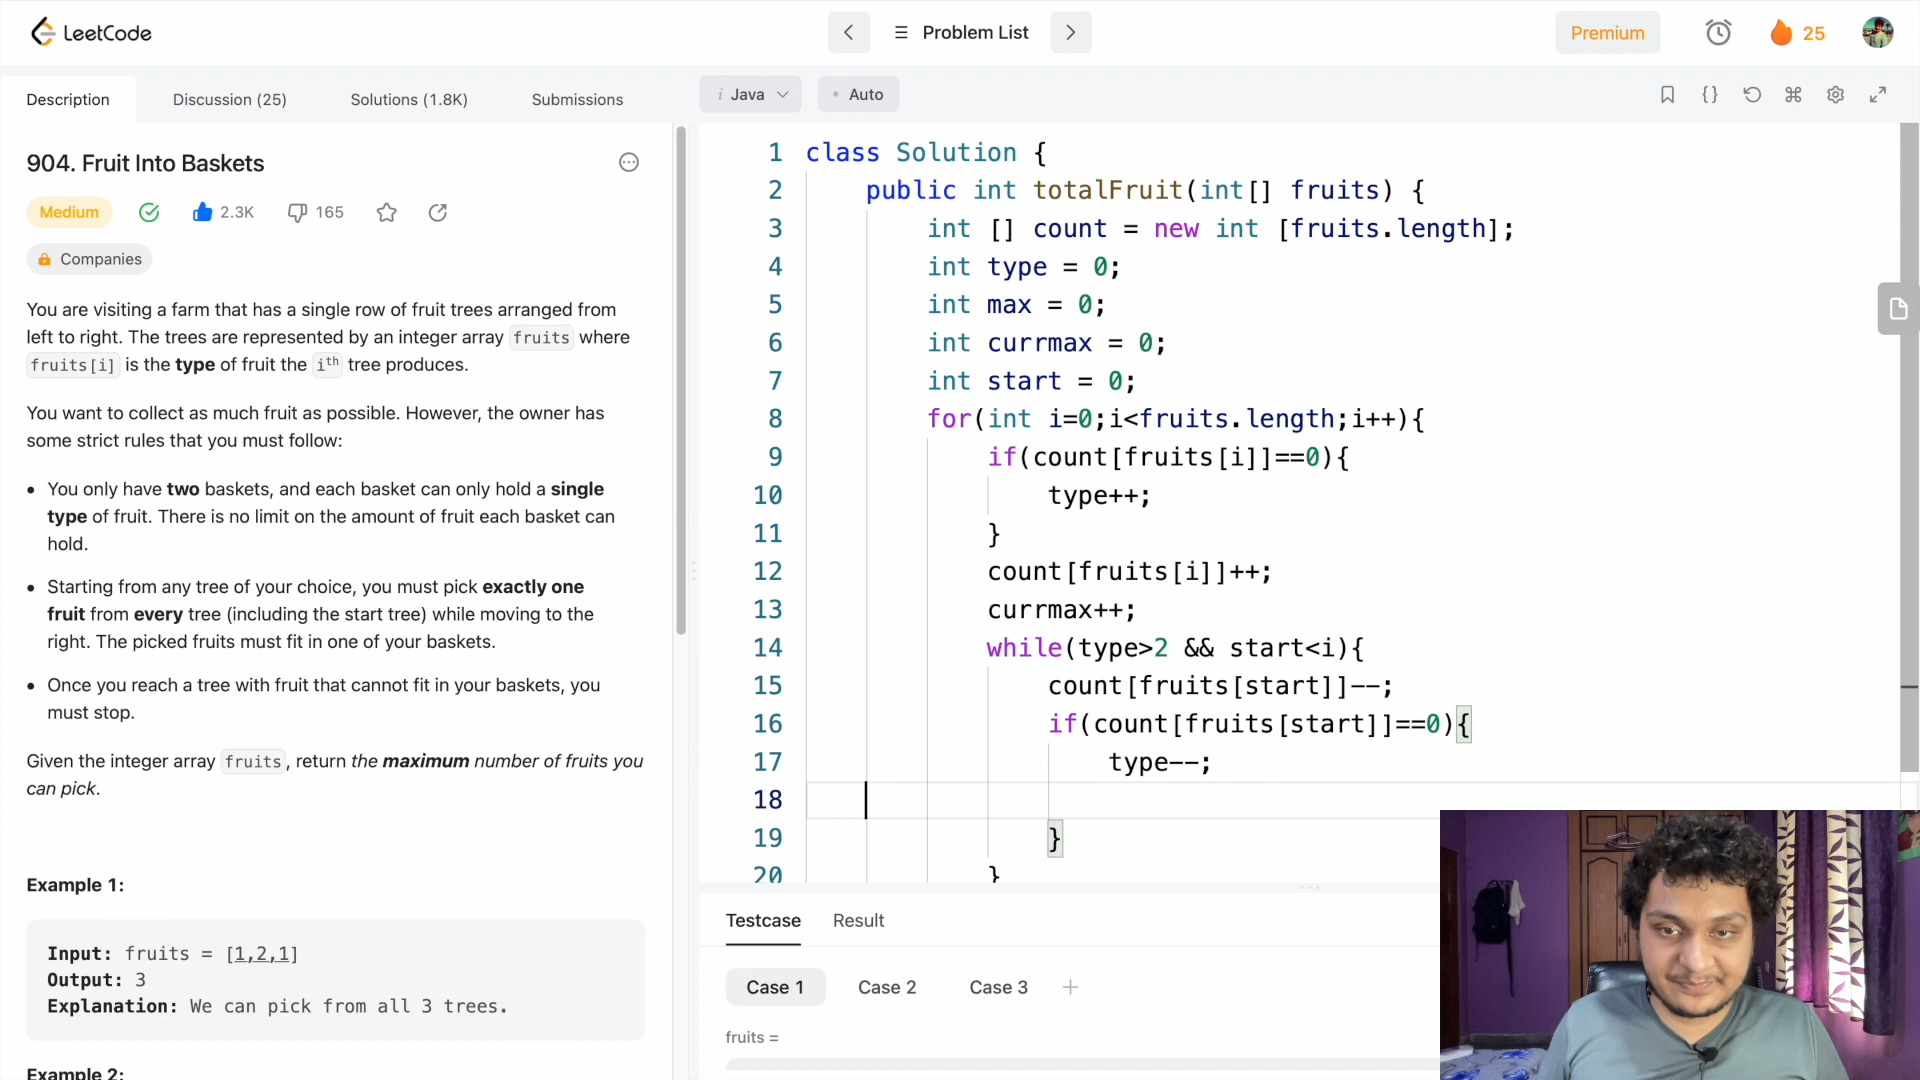 LeetCode
Problem List
Premium
25
Description
Discussion (25)
Solutions (1.8K)
Submissions
i Java
Auto
904. Fruit Into Baskets
Medium
2.3K
165
Companies
You are visiting a farm that has a single row of fruit trees arranged from
left to right. The trees are represented by an integer array fruits where
fruits[i] is the type of fruit the ith tree produces.
You want to collect as much fruit as possible. However, the owner has
some strict rules that you must follow:
• You only have two baskets, and each basket can only hold a single
type of fruit. There is no limit on the amount of fruit each basket can
hold.
• Starting from any tree of your choice, you must pick exactly one
fruit from every tree (including the start tree) while moving to the
right. The picked fruits must fit in one of your baskets.
• Once you reach a tree with fruit that cannot fit in your baskets, you
must stop.
Given the integer array fruits, return the maximum number of fruits you
can pick.
Example 1:
Input: fruits = [1,2,1]
Output: 3
Explanation: We can pick from all 3 trees.
Example 2:
1 class Solution {
2 public int totalFruit(int[] fruits) {
3 int [] count = new int [fruits.length];
4 int type = 0;
5 int max = 0;
6 int currmax = 0;
7 int start = 0;
8 for(int i=0;i<fruits.length;i++){
9 if(count[fruits[i]]==0){
10 type++;
11 }
12 count[fruits[i]]++;
13 currmax++;
14 while(type>2 && start<i){
15 count[fruits[start]]--;
16 if(count[fruits[start]]==0){
17 type--;
18
19 }
20 }
Testcase
Result
Case 1
Case 2
Case 3
fruits =